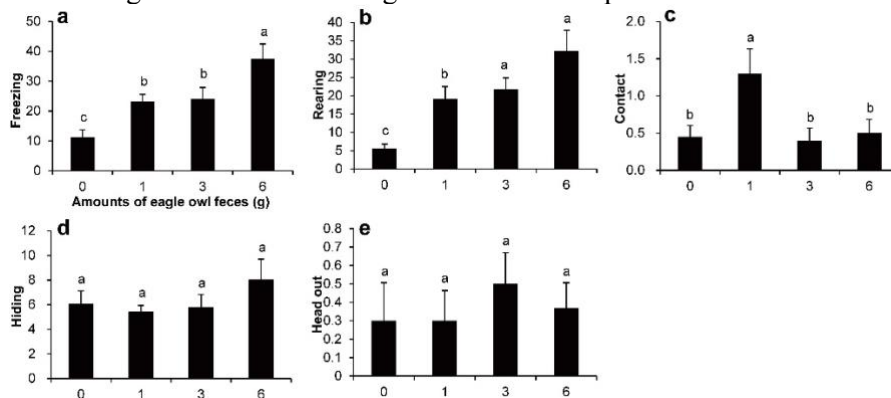 a
50
40
30
20
10
0
Freezing
c
b
b
a
0 1 3 6
Amounts of eagle owl feces (g)
b
40
35
30
25
20
15
10
5
0
Rearing
c
b
a
a
0 1 3 6
c
2.0
1.5
1.0
0.5
0.0
Contact
b
a
b
b
0 1 3 6
d
12
10
8
6
4
2
0
Hiding
a
a
a
a
0 1 3 6
e
0.8
0.7
0.6
0.5
0.4
0.3
0.2
0.1
0
Head out
a
a
a
a
0 1 3 6